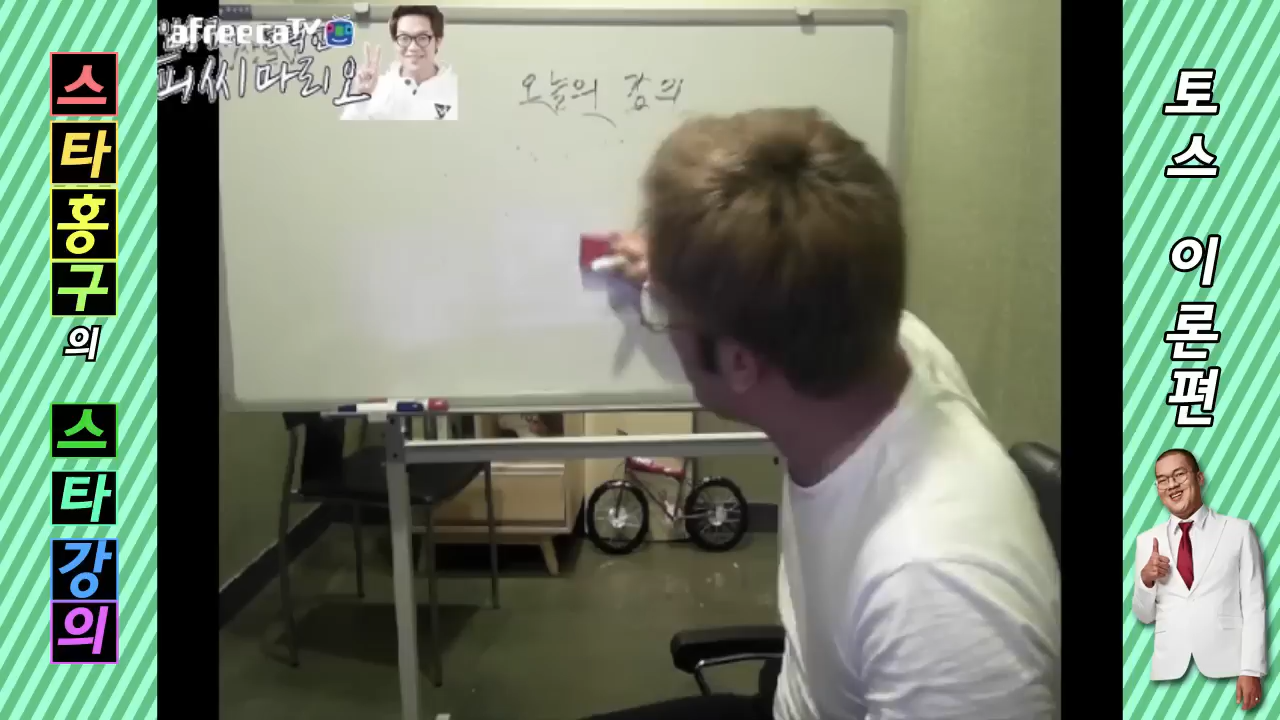 스타홍구의 스타강의
afreecaTV
피씨마리오
오늘의 강의
토스 이론편